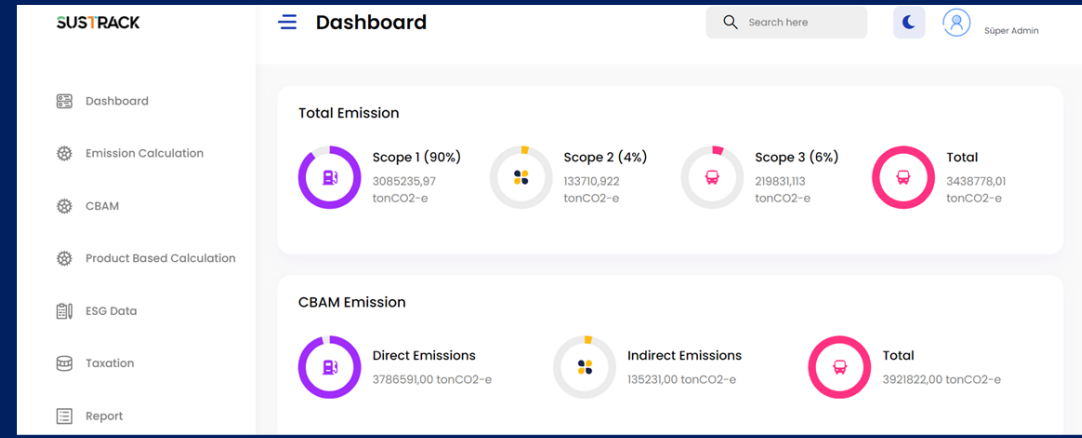 SUSTRACK
Dashboard
Search here
Süper Admin
Dashboard
Emission Calculation
CBAM
Product Based Calculation
ESG Data
Taxation
Report
Total Emission
Scope 1 (90%)
3085235,97
tonCO2-e
Scope 2 (4%)
133710,922
tonCO2-e
Scope 3 (6%)
219831,113
tonCO2-e
Total
3438778,01
tonCO2-e
CBAM Emission
Direct Emissions
3786591,00 tonCO2-e
Indirect Emissions
135231,00 tonCO2-e
Total
3921822,00 tonCO2-e